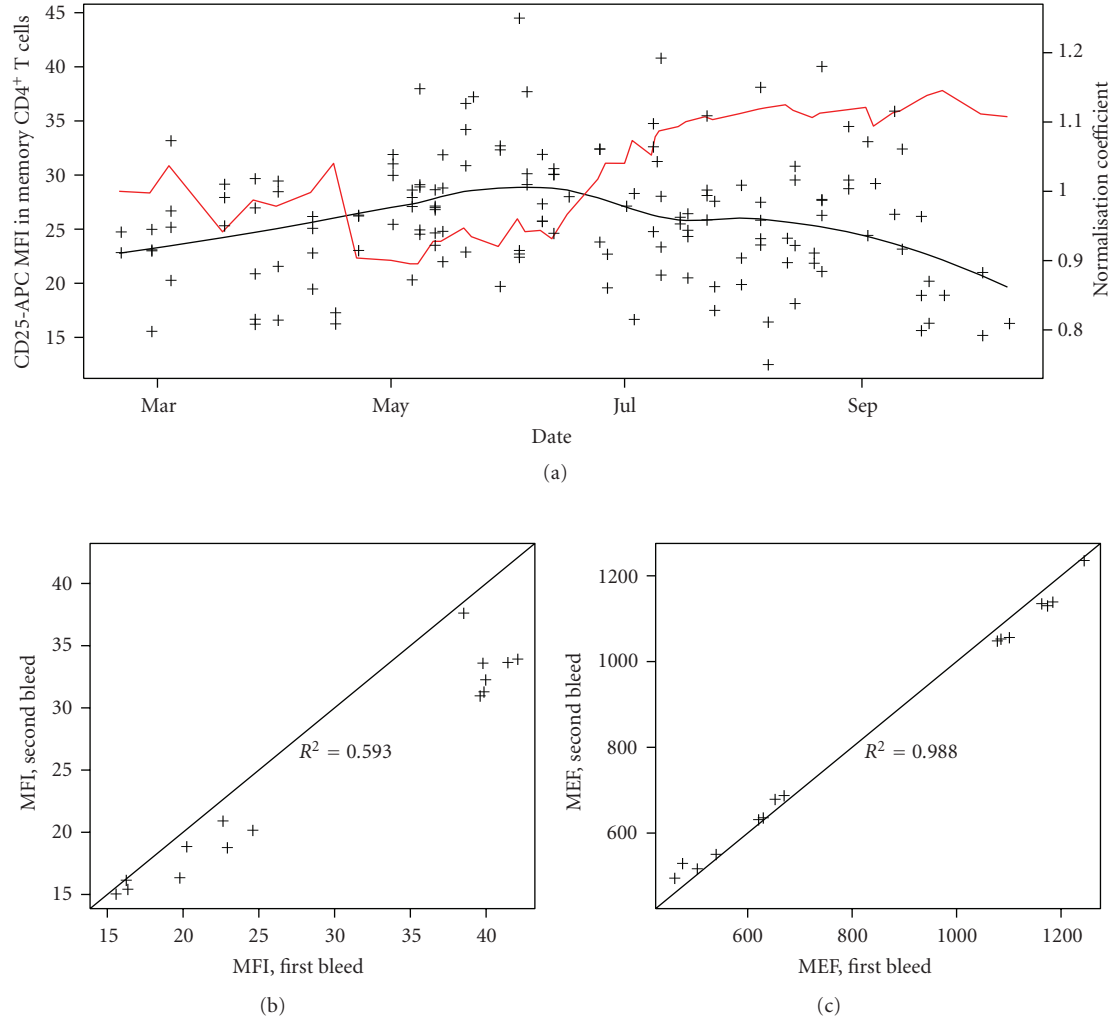 CD25-APC MFI in memory CD4+ T cells
45
40
35
30
25
20
15
1.2
1.1
1
0.9
0.8
Normalisation coefficient
Mar
May
Jul
Sep
Date
(a)
MFI, second bleed
40
35
30
25
20
15
R² = 0.593
15
20
25
30
35
40
MFI, first bleed
(b)
MEF, second bleed
1200
1000
800
600
R² = 0.988
600
800
1000
1200
MEF, first bleed
(c)